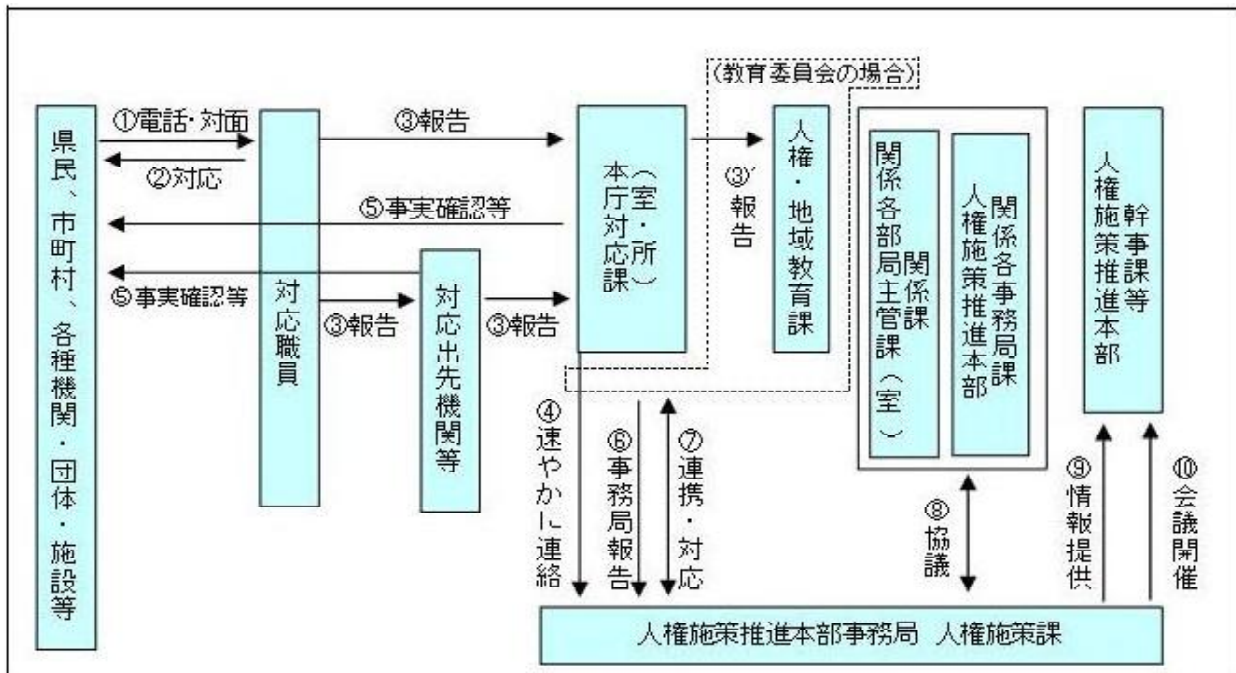 (教育委員会の場合)
県民、市町村、各種機関・団体・施設等
①電話・対面
②対応
③報告
⑤事実確認等
⑤事実確認等
対応職員
③報告
対応出先機関等
③報告
本庁対応課
(室・所)
③´報告
人権・地域教育課
関係各部局主管課(室)
関係課
人権施策推進本部
関係各事務局課
人権施策推進本部
幹事課等
④速やかに連絡
⑥事務局報告
⑦連携・対応
⑧協議
⑨情報提供
⑩会議開催
人権施策推進本部事務局 人権施策課